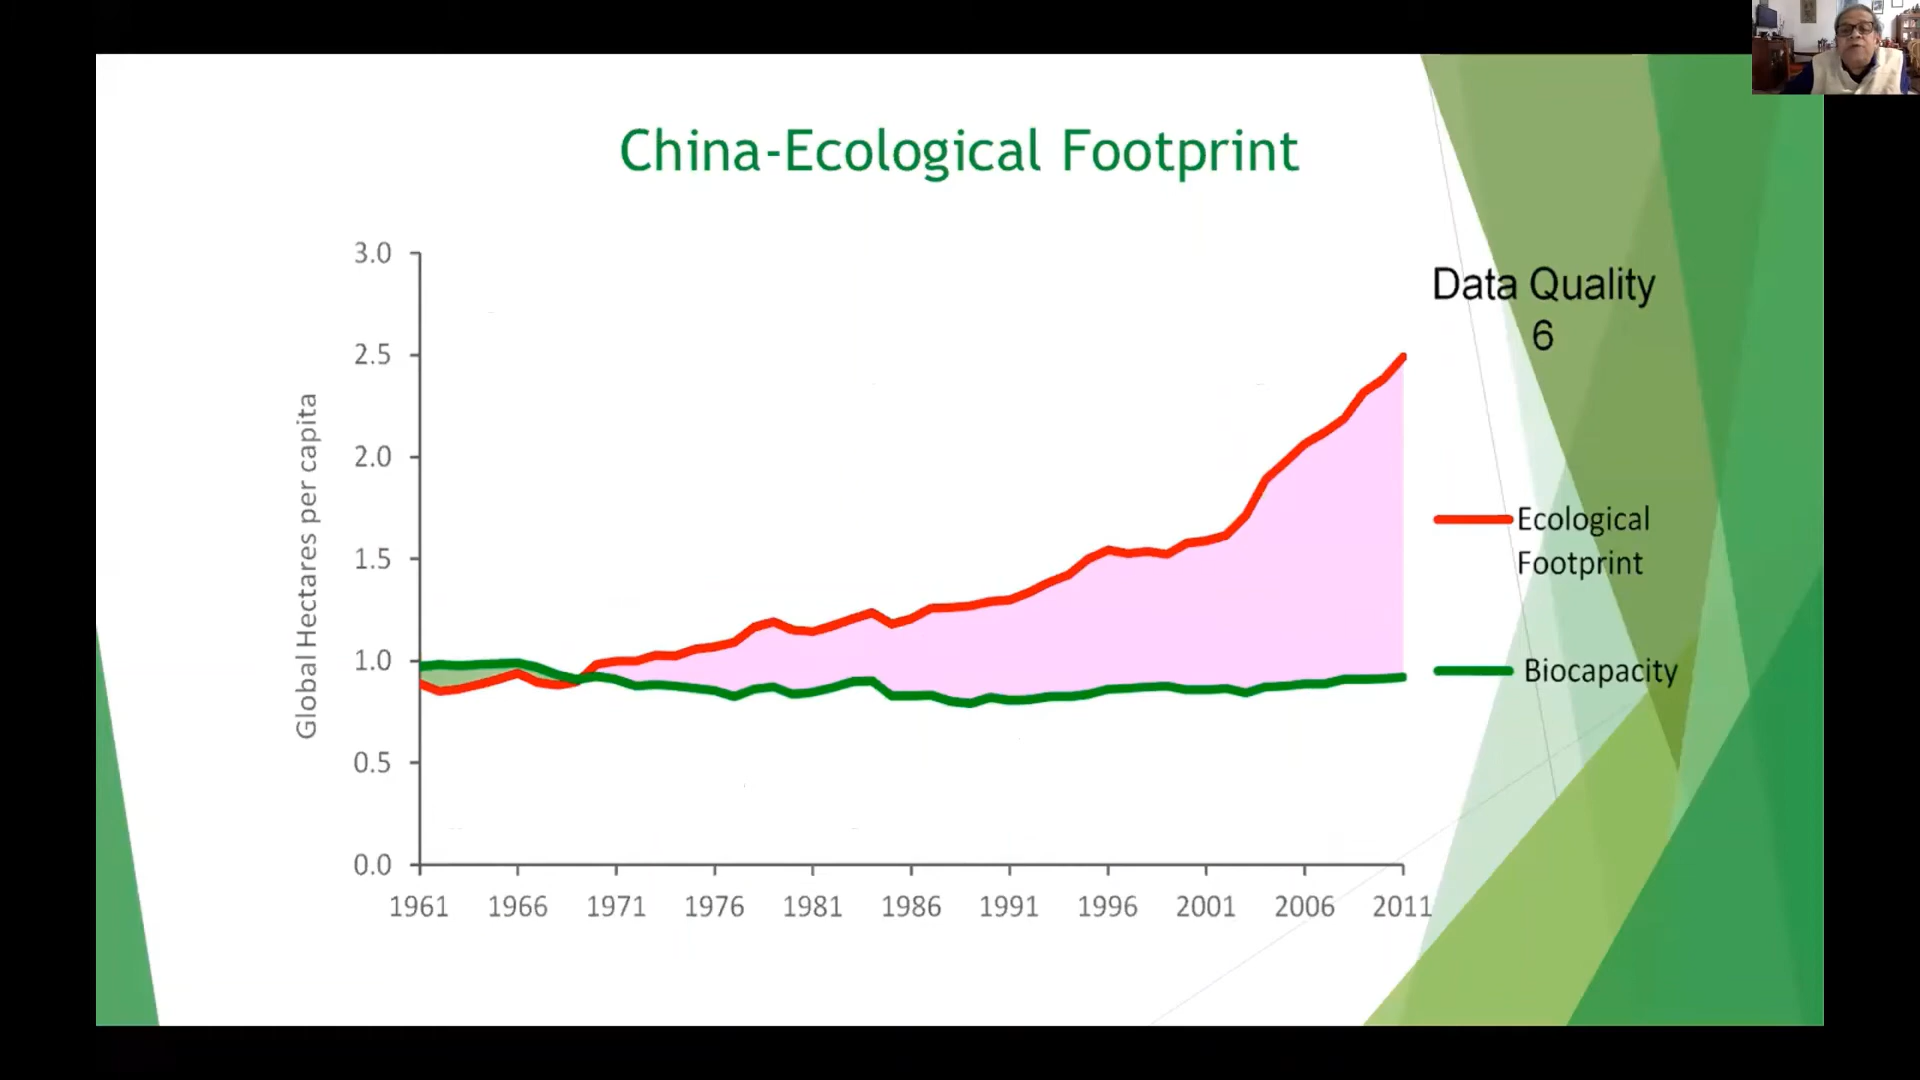 China-Ecological Footprint
Data Quality
6
Global Hectares per capita
3.0
2.5
2.0
1.5
1.0
0.5
0.0
1961 1966 1971 1976 1981 1986 1991 1996 2001 2006 2011
Ecological
Footprint
Biocapacity